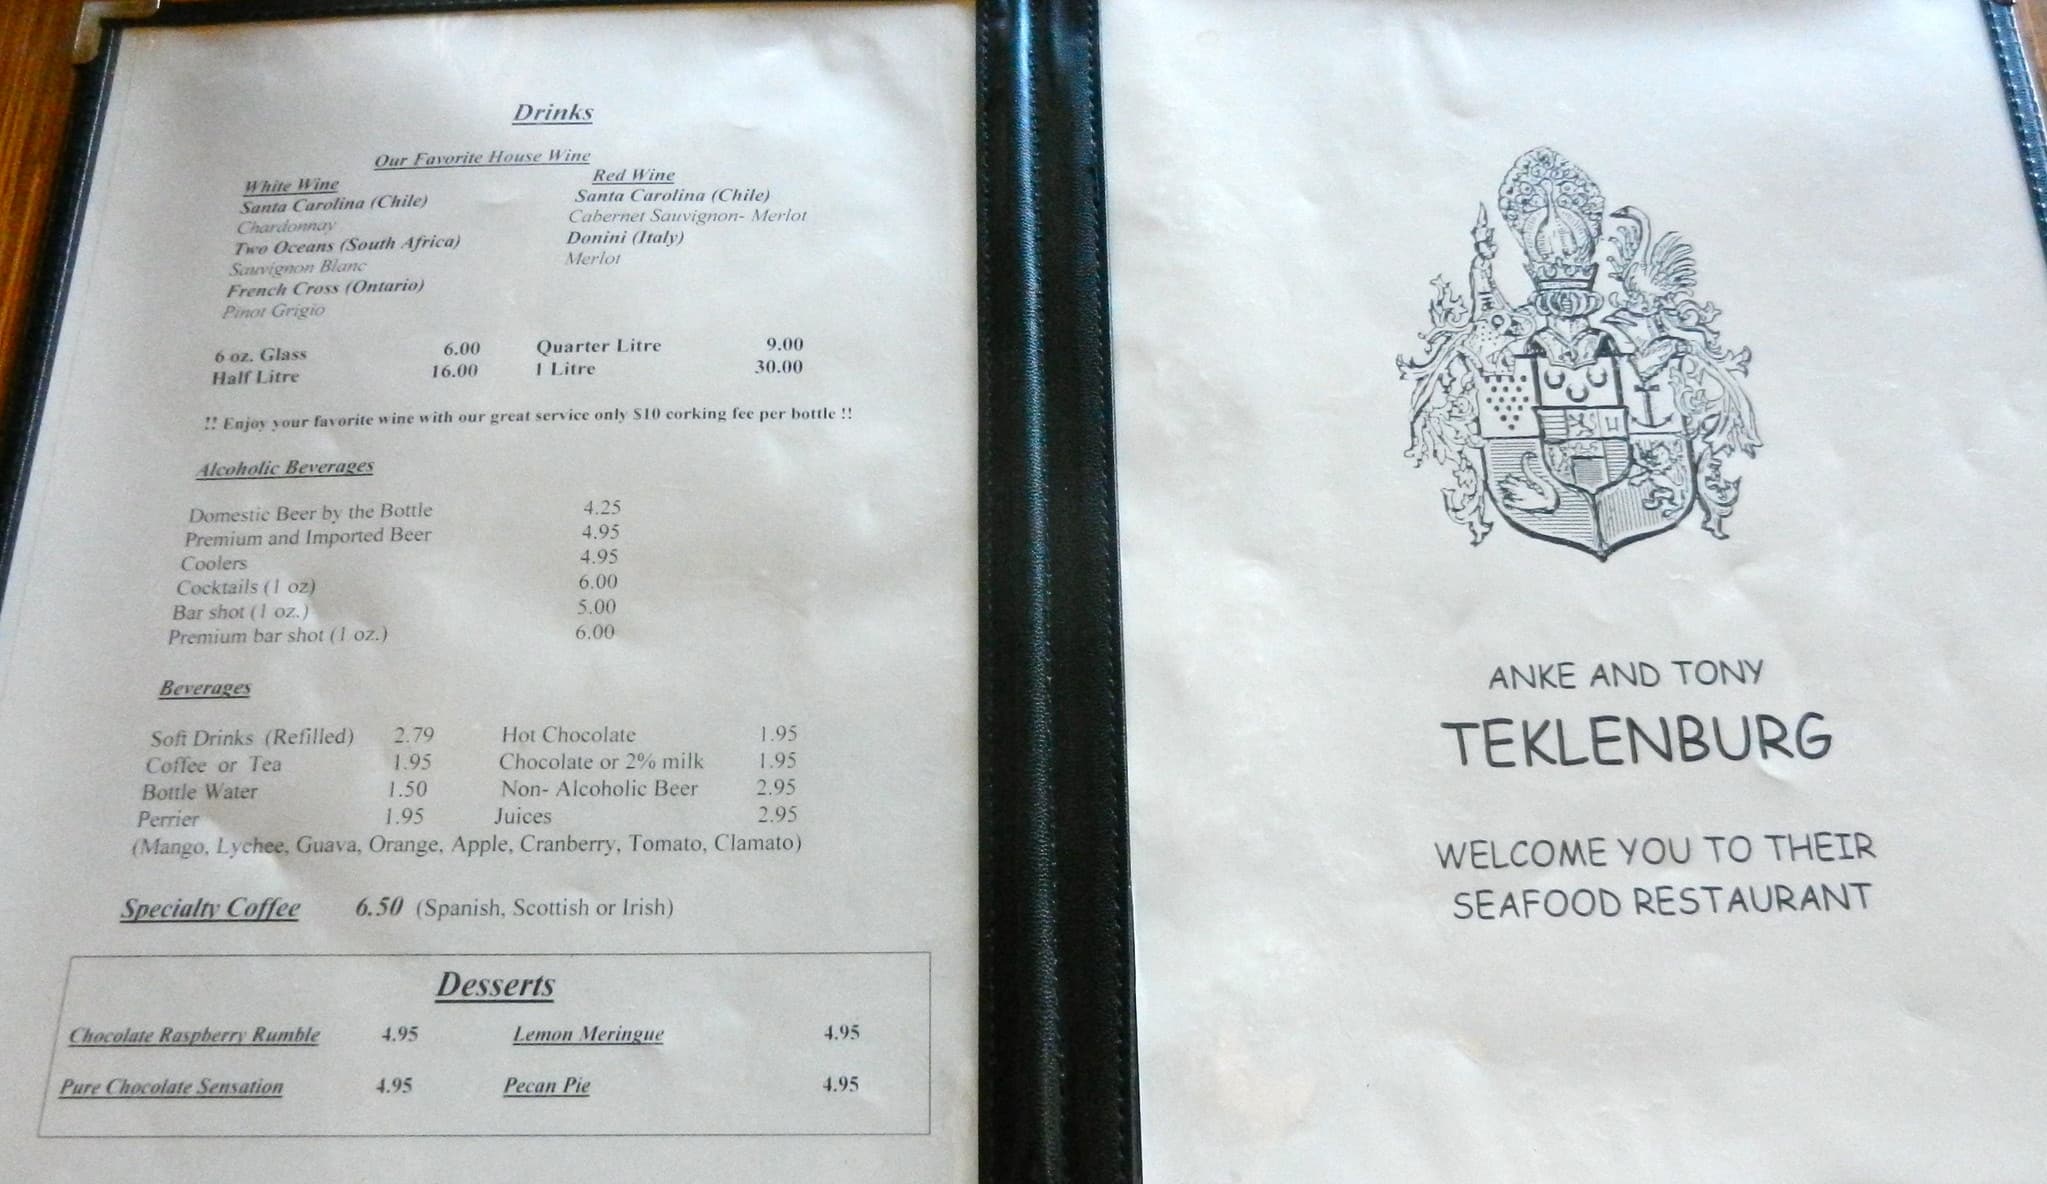 Drinks
Our Favorite House Wine
White Wine Red Wine
Santa Carolina (Chile) Santa Carolina (Chile)
Chardonnay Cabernet Sauvignon- Merlot
Two Oceans (South Africa) Donini (Italy)
Sauvignon Blanc Merlot
French Cross (Ontario)
Pinot Grigio
6 oz. Glass 6.00 Quarter Litre 9.00
Half Litre 16.00 1 Litre 30.00
!! Enjoy your favorite wine with our great service only $10 corking fee per bottle !!
Alcoholic Beverages
Domestic Beer by the Bottle 4.25
Premium and Imported Beer 4.95
Coolers 4.95
Cocktails (1 oz) 6.00
Bar shot (1 oz.) 5.00
Premium bar shot (1 oz.) 6.00
Beverages
Soft Drinks (Refilled) 2.79 Hot Chocolate 1.95
Coffee or Tea 1.95 Chocolate or 2% milk 1.95
Bottle Water 1.50 Non- Alcoholic Beer 2.95
Perrier 1.95 Juices 2.95
(Mango, Lychee, Guava, Orange, Apple, Cranberry, Tomato, Clamato)
Specialty Coffee 6.50 (Spanish, Scottish or Irish)
Desserts
Chocolate Raspberry Rumble 4.95 Lemon Meringue 4.95
Pure Chocolate Sensation 4.95 Pecan Pie 4.95
ANKE AND TONY
TEKLENBURG
WELCOME YOU TO THEIR
SEAFOOD RESTAURANT